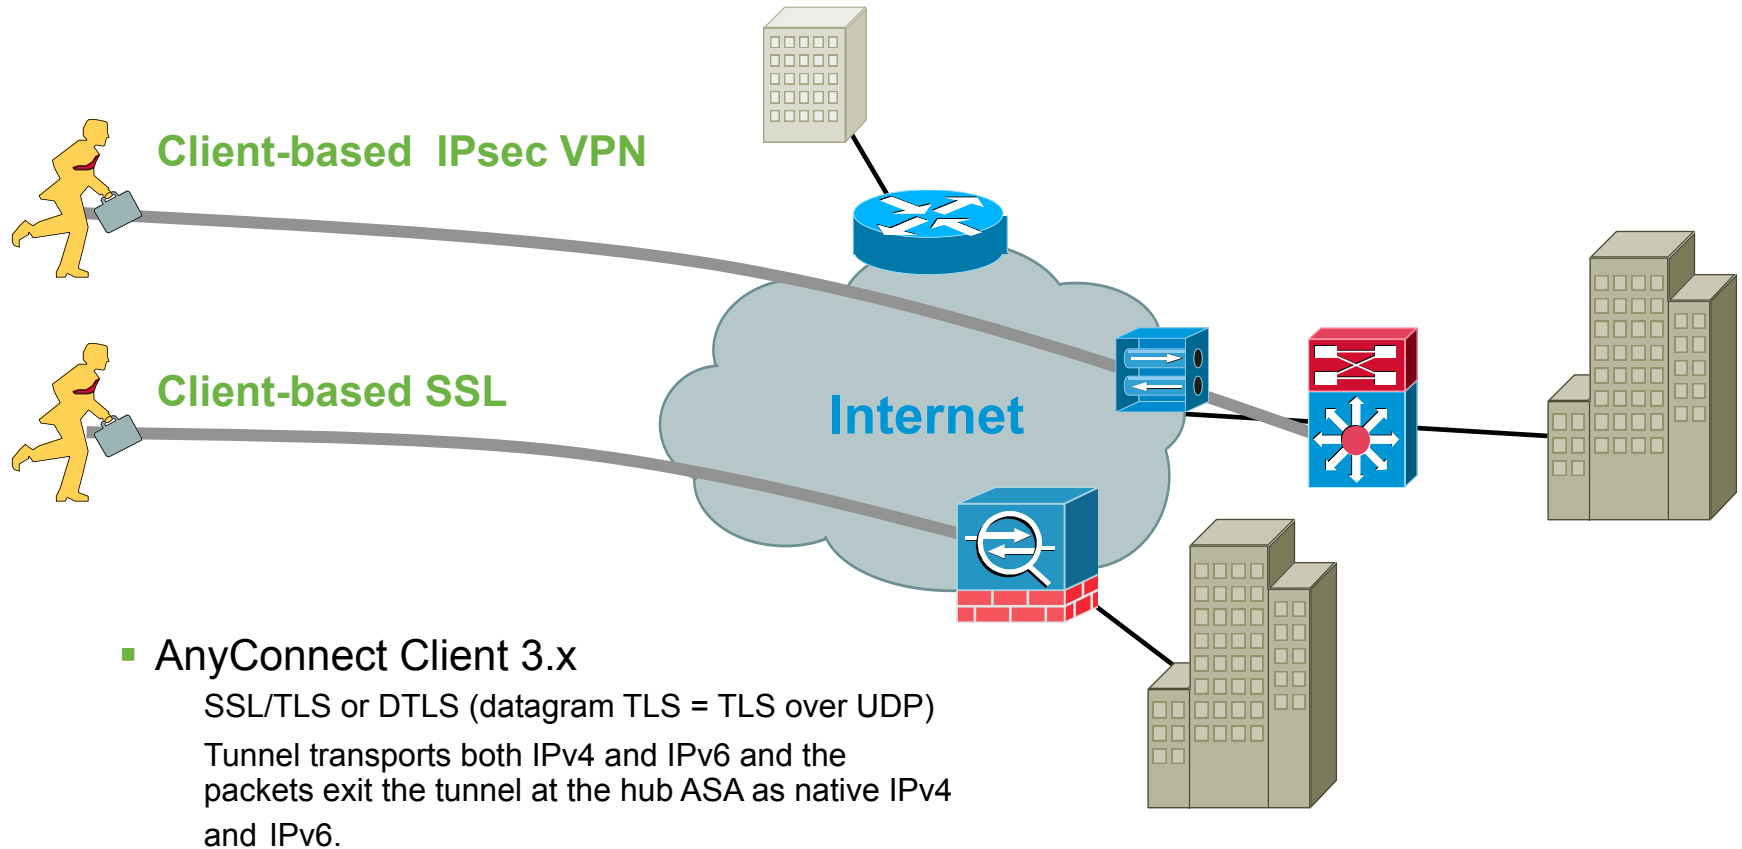 Client-based IPsec VPN
Client-based SSL
Internet
▪ AnyConnect Client 3.x
SSL/TLS or DTLS (datagram TLS = TLS over UDP)
Tunnel transports both IPv4 and IPv6 and the
packets exit the tunnel at the hub ASA as native IPv4
and IPv6.